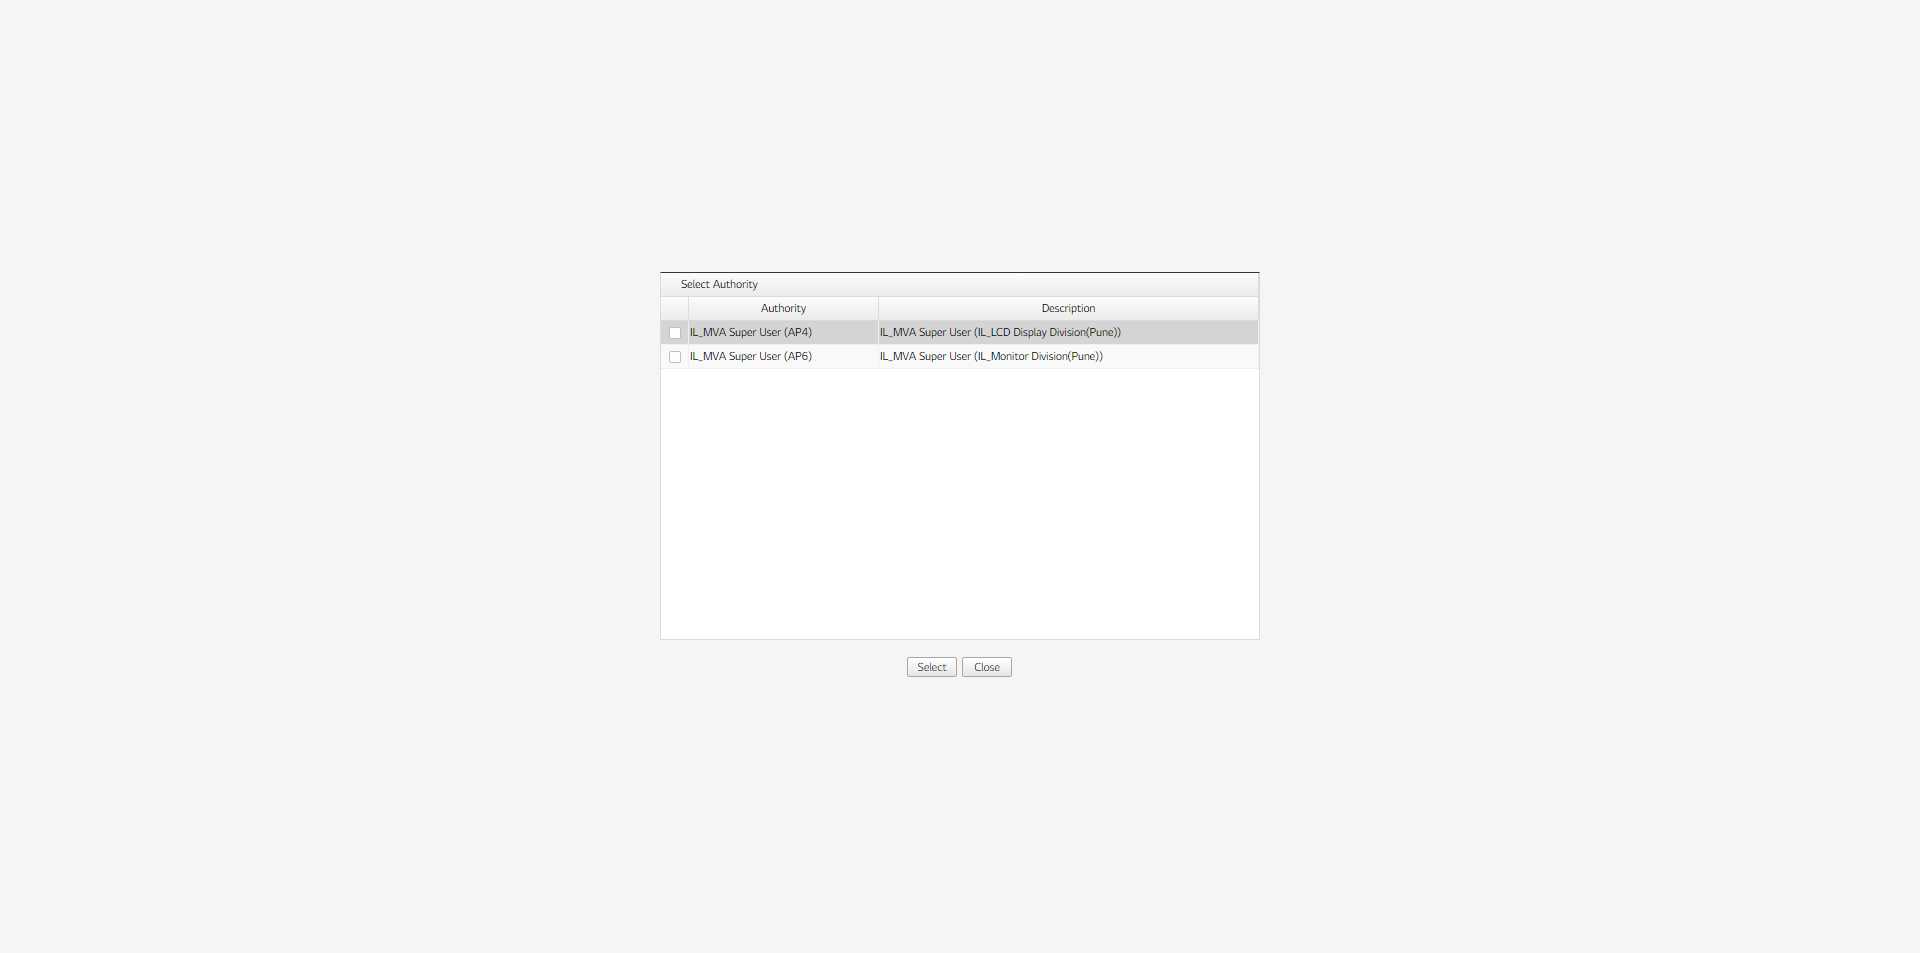 Select Authority
Authority Description
IL_MVA Super User (AP4) IL_MVA Super User (IL_LCD Display Division(Pune))
IL_MVA Super User (AP6) IL_MVA Super User (IL_Monitor Division(Pune))
Select Close